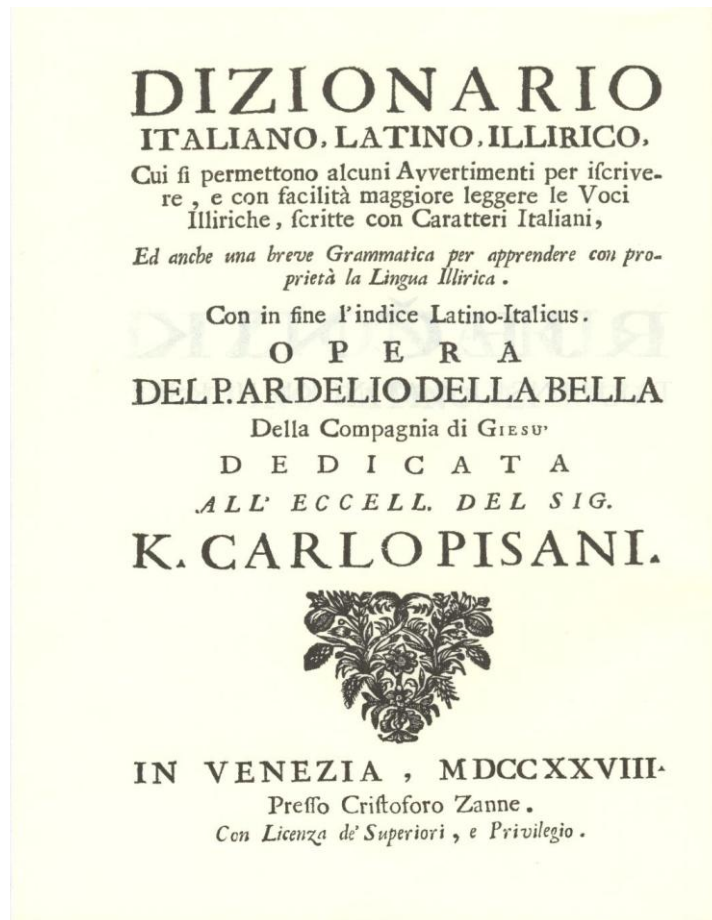 DIZIONARIO
ITALIANO, LATINO, ILLIRICO,
Cui ſi permettono alcuni Avvertimenti per iſcrive-
re , e con facilità maggiore leggere le Voci
Illiriche, ſcritte con Caratteri Italiani,
Ed anche una breve Grammatica per apprendere con pro-
prietà la Lingua Illirica .
Con in fine l'indice Latino-Italicus.
OPERA
DEL P. ARDELIO DELLA BELLA
Della Compagnia di GIESU'
DEDICATA
ALL' ECCELL. DEL SIG.
K. CARLO PISANI.
IN VENEZIA , MDCCXXVIII.
Preſſo Criſtoforo Zanne .
Con Licenza de' Superiori , e Privilegio .